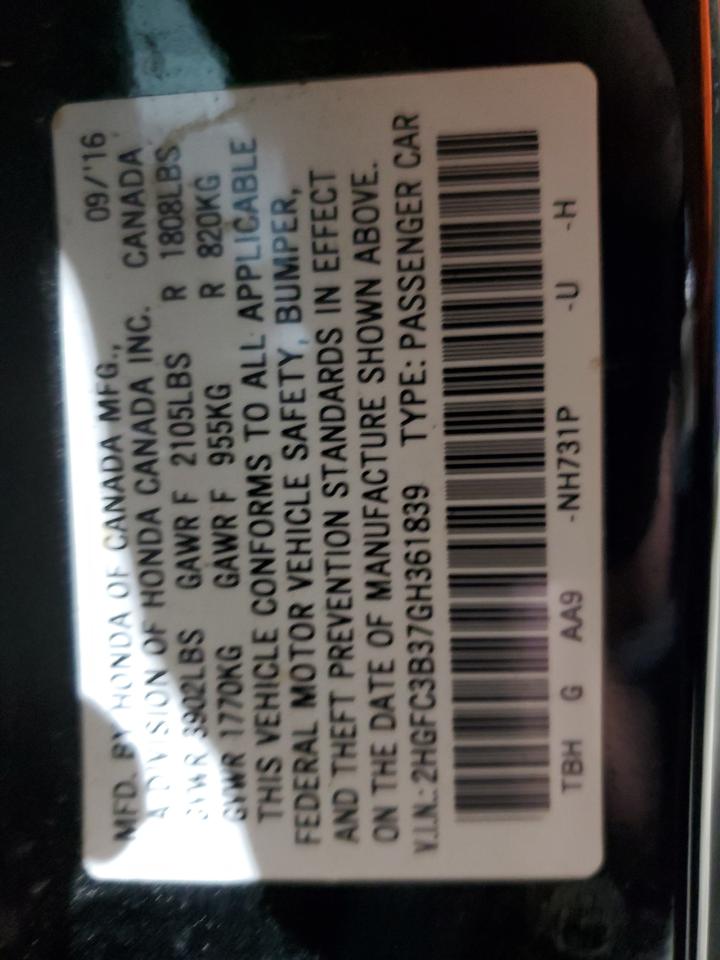 MFD. BY HONDA OF CANADA MFG., 09/'16
A DIVISION OF HONDA CANADA INC. CANADA
GVWR 3902LBS GAWR F 2105LBS R 1808LBS
GVWR 1770KG GAWR F 955KG R 820KG
THIS VEHICLE CONFORMS TO ALL APPLICABLE
FEDERAL MOTOR VEHICLE SAFETY, BUMPER,
AND THEFT PREVENTION STANDARDS IN EFFECT
ON THE DATE OF MANUFACTURE SHOWN ABOVE.
V.I.N.: 2HGFC3B37GH361839 TYPE: PASSENGER CAR
TBH G AA9 -NH731P -U -H